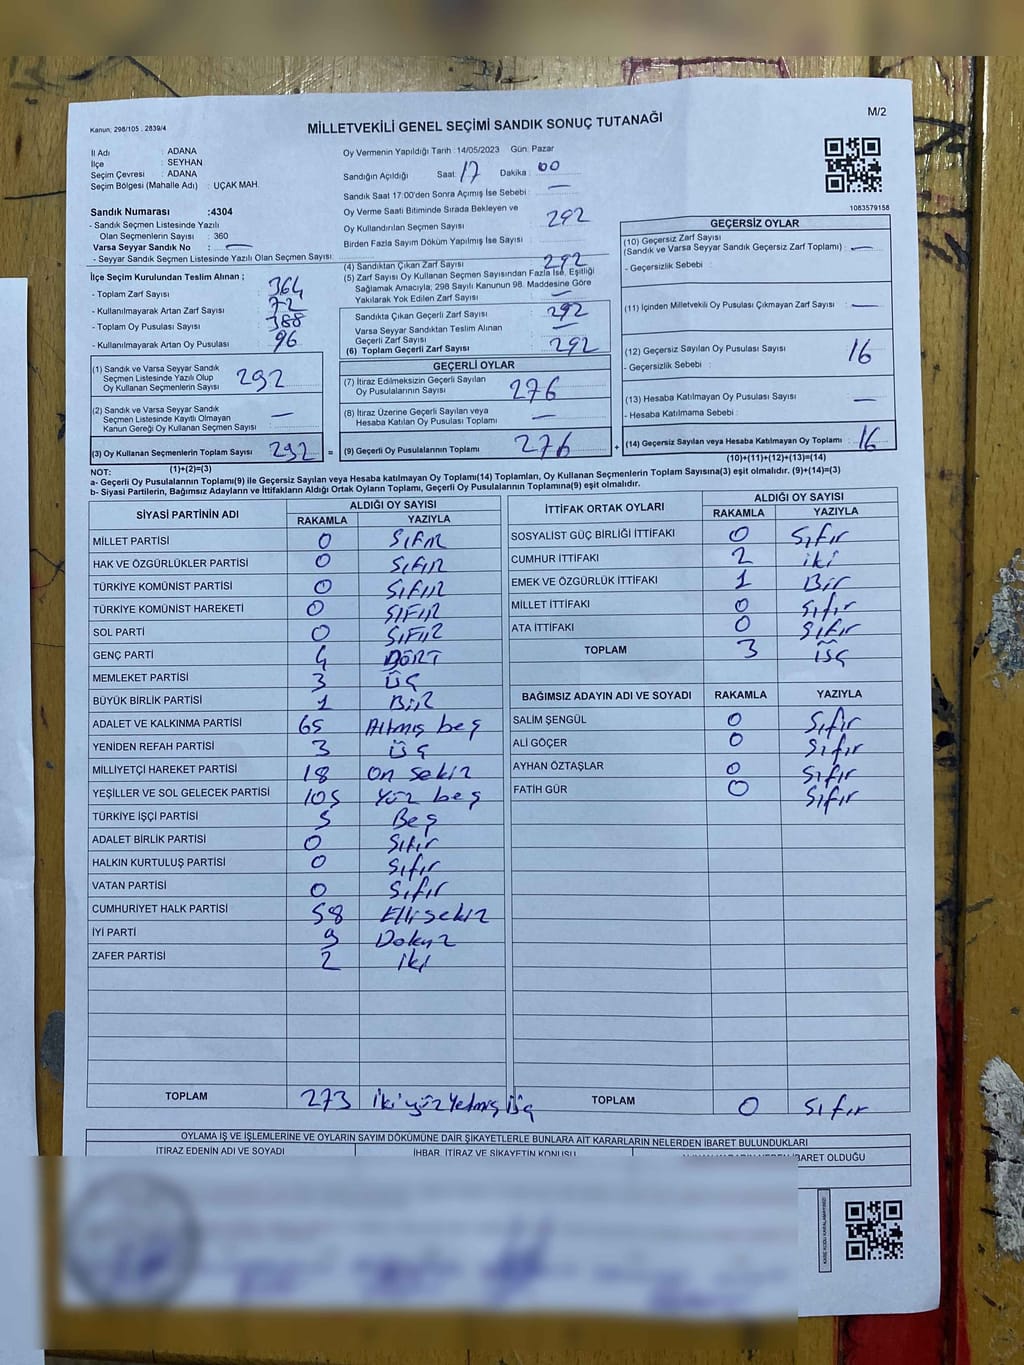 Kanun, 298/105 . 2839/4
MİLLETVEKİLİ GENEL SEÇİMİ SANDIK SONUÇ TUTANAĞI
M/2
İl Adı : ADANA
İlçe : SEYHAN
Seçim Çevresi : ADANA
Seçim Bölgesi (Mahalle Adı) : UÇAK MAH.
Sandık Numarası :4304
- Sandık Seçmen Listesinde Yazılı
Olan Seçmenlerin Sayısı : 360
Varsa Seyyar Sandık No : —
- Seyyar Sandık Seçmen Listesinde Yazılı Olan Seçmen Sayısı:
Oy Vermenin Yapıldığı Tarih : 14/05/2023 Gün: Pazar
Sandığın Açıldığı Saat: 17 Dakika : 00
Sandık Saat 17:00'den Sonra Açımış İse Sebebi : —
Oy Verme Saati Bitiminde Sırada Bekleyen ve
Oy Kullandırılan Seçmen Sayısı : 292
Birden Fazla Sayım Döküm Yapılmış İse Sayısı :
1083579158
İlçe Seçim Kurulundan Teslim Alınan ;
- Toplam Zarf Sayısı : 364
- Kullanılmayarak Artan Zarf Sayısı : 72
- Toplam Oy Pusulası Sayısı : 388
- Kullanılmayarak Artan Oy Pusulası : 96
(1) Sandık ve Varsa Seyyar Sandık
Seçmen Listesinde Yazılı Olup
Oy Kullanan Seçmenlerin Sayısı 292
(2) Sandık ve Varsa Seyyar Sandık
Seçmen Listesinde Kayıtlı Olmayan
Kanun Gereği Oy Kullanan Seçmen Sayısı : —
(3) Oy Kullanan Seçmenlerin Toplam Sayısı : 292 =
(4) Sandıktan Çıkan Zarf Sayısı : 292
(5) Zarf Sayısı Oy Kullanan Seçmen Sayısından Fazla İse, Eşitliği
Sağlamak Amacıyla; 298 Sayılı Kanunun 98. Maddesine Göre
Yakılarak Yok Edilen Zarf Sayısı : —
Sandıkta Çıkan Geçerli Zarf Sayısı : 292
Varsa Seyyar Sandıktan Teslim Alınan
Geçerli Zarf Sayısı : —
(6) Toplam Geçerli Zarf Sayısı : 292
GEÇERLİ OYLAR
(7) İtiraz Edilmeksizin Geçerli Sayılan
Oy Pusulalarının Sayısı : 276
(8) İtiraz Üzerine Geçerli Sayılan veya
Hesaba Katılan Oy Pusulası Toplamı : —
(9) Geçerli Oy Pusulalarının Toplamı : 276 +
GEÇERSİZ OYLAR
(10) Geçersiz Zarf Sayısı
(Sandık ve Varsa Seyyar Sandık Geçersiz Zarf Toplamı) : —
- Geçersizlik Sebebi :
(11) İçinden Milletvekili Oy Pusulası Çıkmayan Zarf Sayısı : —
(12) Geçersiz Sayılan Oy Pusulası Sayısı : 16
- Geçersizlik Sebebi :
(13) Hesaba Katılmayan Oy Pusulası Sayısı : —
- Hesaba Katılmama Sebebi :
(14) Geçersiz Sayılan veya Hesaba Katılmayan Oy Toplamı : 16
NOT: (1)+(2)=(3) (10)+(11)+(12)+(13)=(14)
a- Geçerli Oy Pusulalarının Toplamı(9) ile Geçersiz Sayılan veya Hesaba katılmayan Oy Toplamı(14) Toplamları, Oy Kullanan Seçmenlerin Toplam Sayısına(3) eşit olmalıdır. (9)+(14)=(3)
b- Siyasi Partilerin, Bağımsız Adayların ve İttifakların Aldığı Ortak Oyların Toplamı, Geçerli Oy Pusulalarının Toplamına(9) eşit olmalıdır.
SİYASİ PARTİNİN ADI ALDIĞI OY SAYISI
RAKAMLA YAZIYLA
MİLLET PARTİSİ 0 SIFIR
HAK VE ÖZGÜRLÜKLER PARTİSİ 0 SIFIR
TÜRKİYE KOMÜNİST PARTİSİ 0 SIFIR
TÜRKİYE KOMÜNİST HAREKETİ 0 SIFIR
SOL PARTİ 0 SIFIR
GENÇ PARTİ 4 DÖRT
MEMLEKET PARTİSİ 3 ÜÇ
BÜYÜK BİRLİK PARTİSİ 1 BiR
ADALET VE KALKINMA PARTİSİ 65 Altmış beş
YENİDEN REFAH PARTİSİ 3 üç
MİLLİYETÇİ HAREKET PARTİSİ 18 on sekiz
YEŞİLLER VE SOL GELECEK PARTİSİ 105 Yüz beş
TÜRKİYE İŞÇİ PARTİSİ 5 Beş
ADALET BİRLİK PARTİSİ 0 Sıfır
HALKIN KURTULUŞ PARTİSİ 0 Sıfır
VATAN PARTİSİ 0 Sıfır
CUMHURİYET HALK PARTİSİ 58 Elli sekiz
İYİ PARTİ 9 Dokuz
ZAFER PARTİSİ 2 iki
TOPLAM 273 iki yüz Yetmiş üç
İTTİFAK ORTAK OYLARI ALDIĞI OY SAYISI
RAKAMLA YAZIYLA
SOSYALİST GÜÇ BİRLİĞİ İTTİFAKI 0 Sıfır
CUMHUR İTTİFAKI 2 iki
EMEK VE ÖZGÜRLÜK İTTİFAKI 1 Bir
MİLLET İTTİFAKI 0 Sıfır
ATA İTTİFAKI 0 Sıfır
TOPLAM 3 üç
BAĞIMSIZ ADAYIN ADI VE SOYADI RAKAMLA YAZIYLA
SALİM ŞENGÜL 0 Sıfır
ALİ GÖÇER 0 Sıfır
AYHAN ÖZTAŞLAR 0 Sıfır
FATİH GÜR 0 Sıfır
TOPLAM 0 Sıfır
OYLAMA İŞ VE İŞLEMLERİNE VE OYLARIN SAYIM DÖKÜMÜNE DAİR ŞİKAYETLERLE BUNLARA AİT KARARLARIN NELERDEN İBARET BULUNDUKLARI
İTİRAZ EDENİN ADI VE SOYADI
İHBAR, İTİRAZ VE ŞİKAYETİN KONUSU
İBARET OLDUĞU